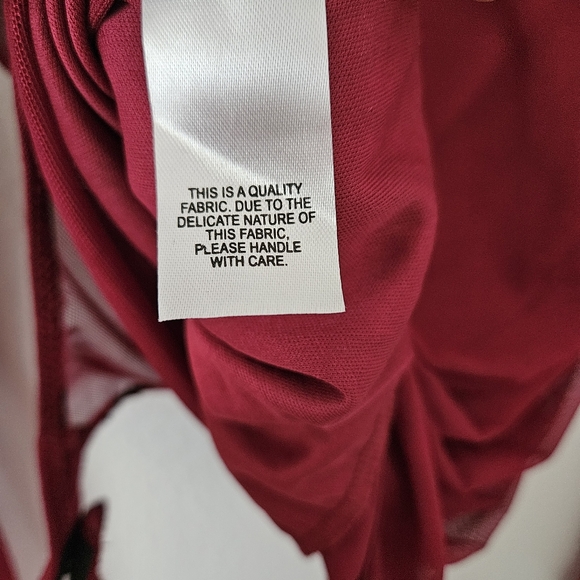 THIS IS A QUALITY
FABRIC. DUE TO THE
DELICATE NATURE OF
THIS FABRIC,
PLEASE HANDLE
WITH CARE.